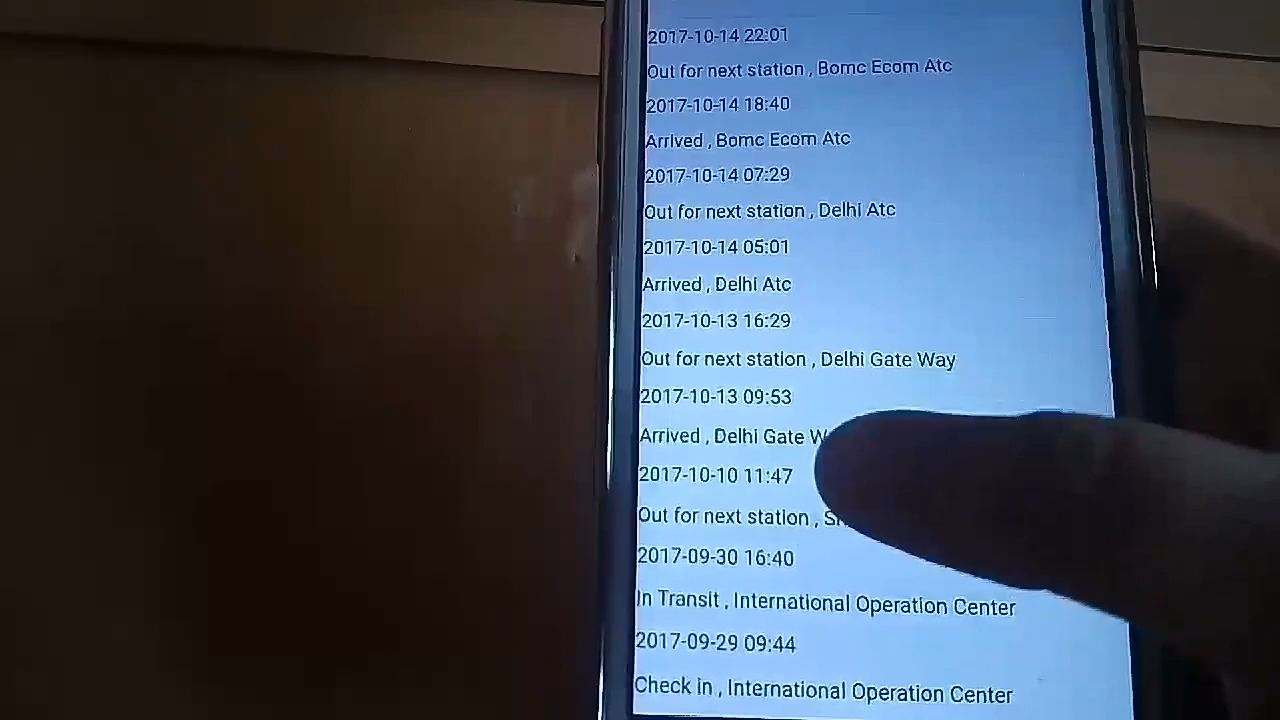 2017-10-14 22:01
Out for next station , Bomc Ecom Atc
2017-10-14 18:40
Arrived , Bomc Ecom Atc
2017-10-14 07:29
Out for next station , Delhi Atc
2017-10-14 05:01
Arrived , Delhi Atc
2017-10-13 16:29
Out for next station , Delhi Gate Way
2017-10-13 09:53
Arrived , Delhi Gate
2017-10-10 11:47
Out for next station ,
2017-09-30 16:40
In Transit , International Operation Center
2017-09-29 09:44
Check in , International Operation Center